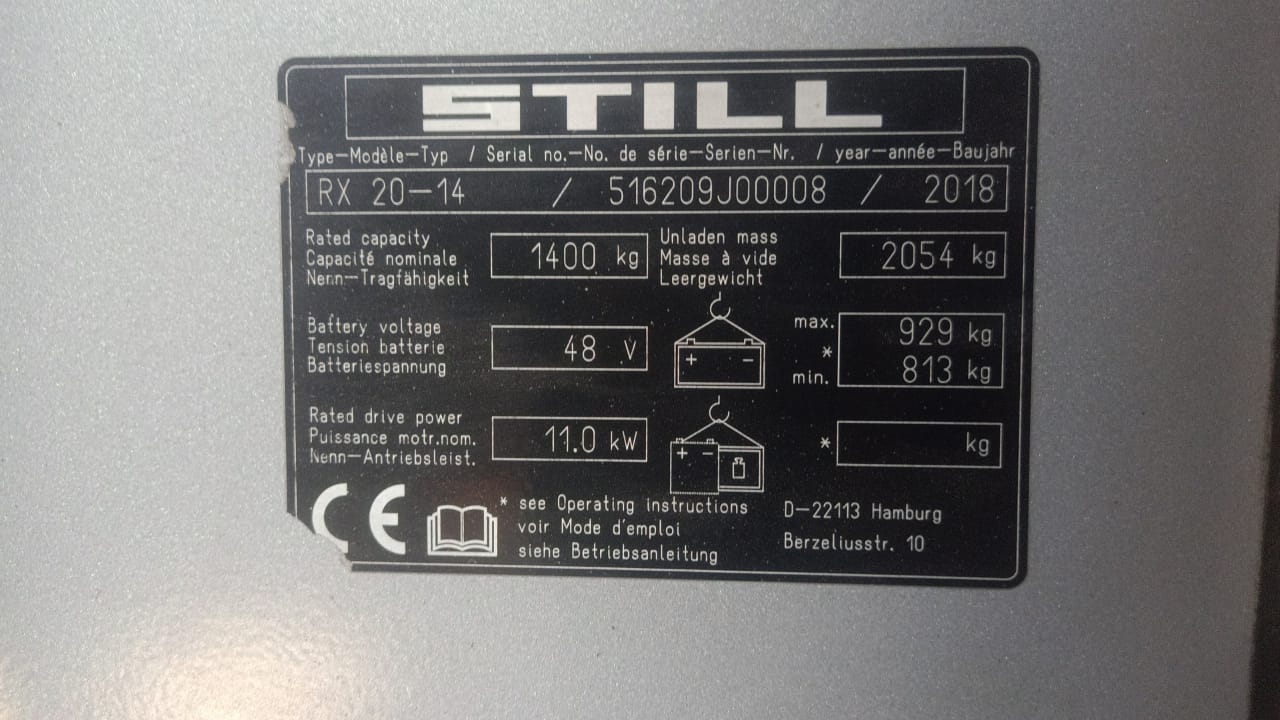 STILL
Type-Modèle-Typ / Serial no.-No. de série-Serien-Nr. / year-année-Baujahr
RX 20-14 / 516209J00008 / 2018
Rated capacity
Capacité nominale
Nenn-Tragfähigkeit
1400 kg
Unladen mass
Masse à vide
Leergewicht
2054 kg
Battery voltage
Tension batterie
Batteriespannung
48 V
+ -
max. 929 kg
*
min. 813 kg
Rated drive power
Puissance motr.nom.
Nenn-Antriebsleist.
11.0 kW
+ -
* kg
CE
* see Operating instructions
voir Mode d'emploi
siehe Betriebsanleitung
D-22113 Hamburg
Berzeliusstr. 10